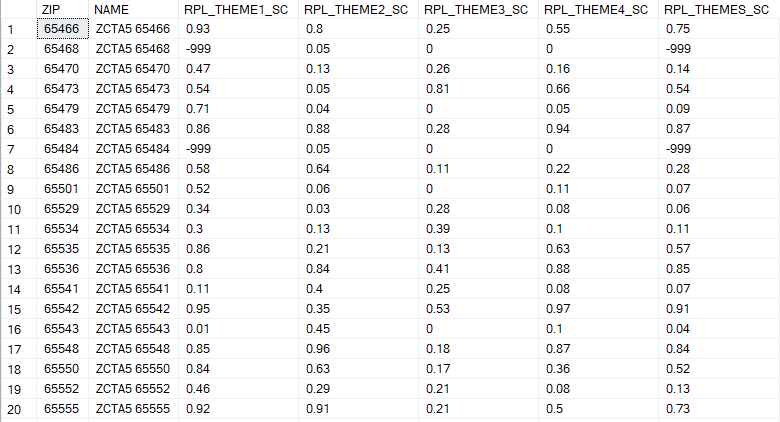 ZIP NAME RPL_THEME1_SC RPL_THEME2_SC RPL_THEME3_SC RPL_THEME4_SC RPL_THEMES_SC
1 65466 ZCTA5 65466 0.93 0.8 0.25 0.55 0.75
2 65468 ZCTA5 65468 -999 0.05 0 0 -999
3 65470 ZCTA5 65470 0.47 0.13 0.26 0.16 0.14
4 65473 ZCTA5 65473 0.54 0.05 0.81 0.66 0.54
5 65479 ZCTA5 65479 0.71 0.04 0 0.05 0.09
6 65483 ZCTA5 65483 0.86 0.88 0.28 0.94 0.87
7 65484 ZCTA5 65484 -999 0.05 0 0 -999
8 65486 ZCTA5 65486 0.58 0.64 0.11 0.22 0.28
9 65501 ZCTA5 65501 0.52 0.06 0 0.11 0.07
10 65529 ZCTA5 65529 0.34 0.03 0.28 0.08 0.06
11 65534 ZCTA5 65534 0.3 0.13 0.39 0.1 0.11
12 65535 ZCTA5 65535 0.86 0.21 0.13 0.63 0.57
13 65536 ZCTA5 65536 0.8 0.84 0.41 0.88 0.85
14 65541 ZCTA5 65541 0.11 0.4 0.25 0.08 0.07
15 65542 ZCTA5 65542 0.95 0.35 0.53 0.97 0.91
16 65543 ZCTA5 65543 0.01 0.45 0 0.1 0.04
17 65548 ZCTA5 65548 0.85 0.96 0.18 0.87 0.84
18 65550 ZCTA5 65550 0.84 0.63 0.17 0.36 0.52
19 65552 ZCTA5 65552 0.46 0.29 0.21 0.08 0.13
20 65555 ZCTA5 65555 0.92 0.91 0.21 0.5 0.73